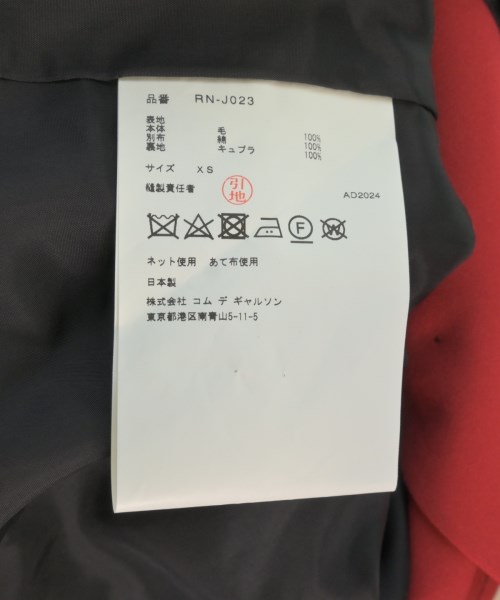 品番 RN-J023
表地
本体 毛 100%
別布 綿 100%
裏地 キュプラ 100%
サイズ XS
縫製責任者 引地
AD2024
F W
ネット使用 あて布使用
日本製
株式会社 コム デ ギャルソン
東京都港区南青山5-11-5